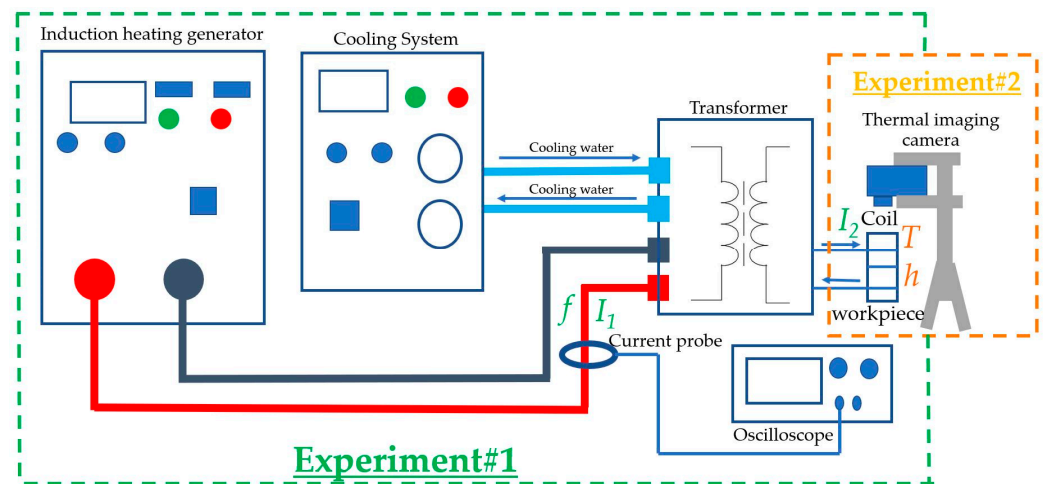 Induction heating generator
Cooling System
Experiment#2
Transformer
Thermal imaging
camera
Cooling water
Cooling water
Coil
I2
T
h
f I1
workpiece
Current probe
Oscilloscope
Experiment#1